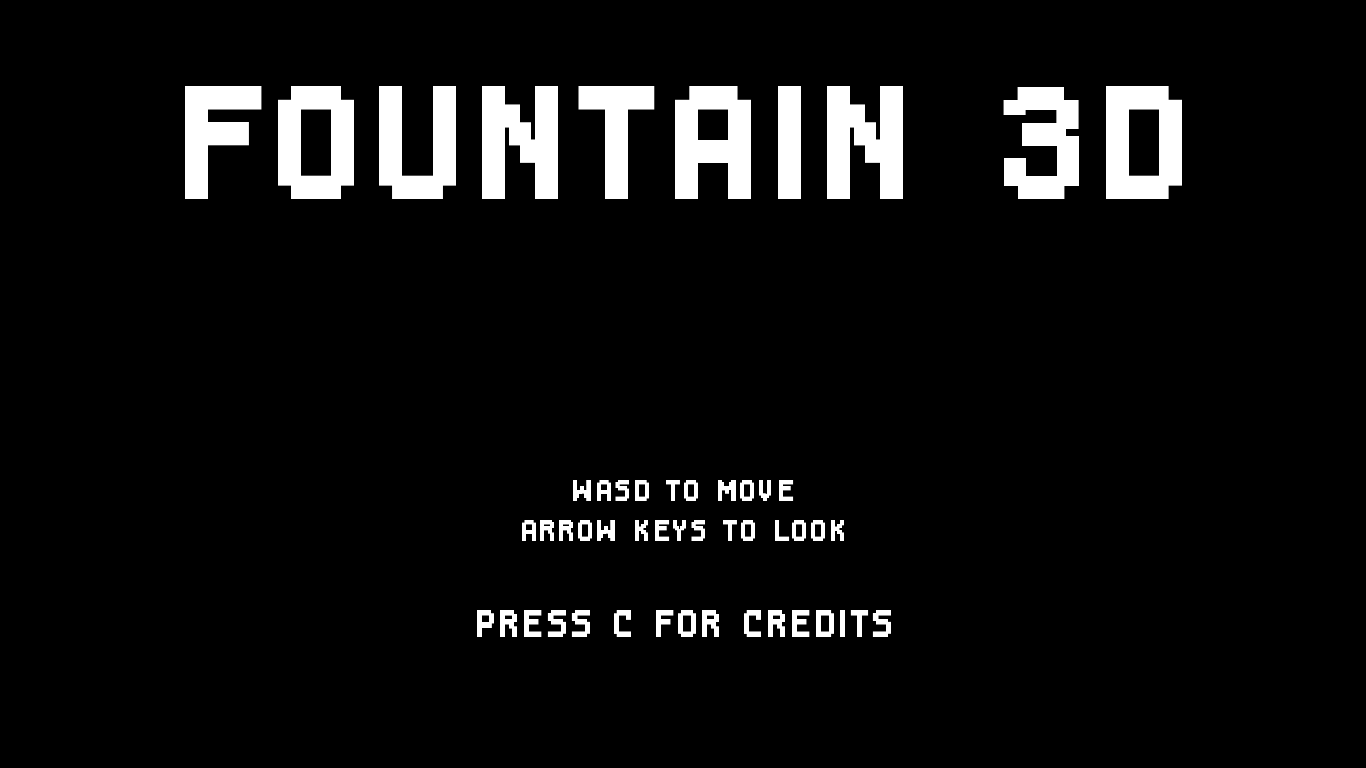 FOUNTAIN 3D
WASD TO MOVE
ARROW KEYS TO LOOK
PRESS C FOR CREDITS